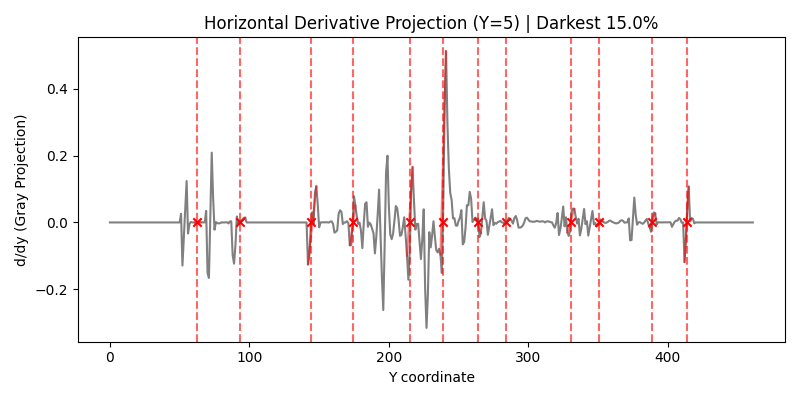 Horizontal Derivative Projection (Y=5) | Darkest 15.0%
d/dy (Gray Projection)
0.4
0.2
0.0
−0.2
0 100 200 300 400
Y coordinate